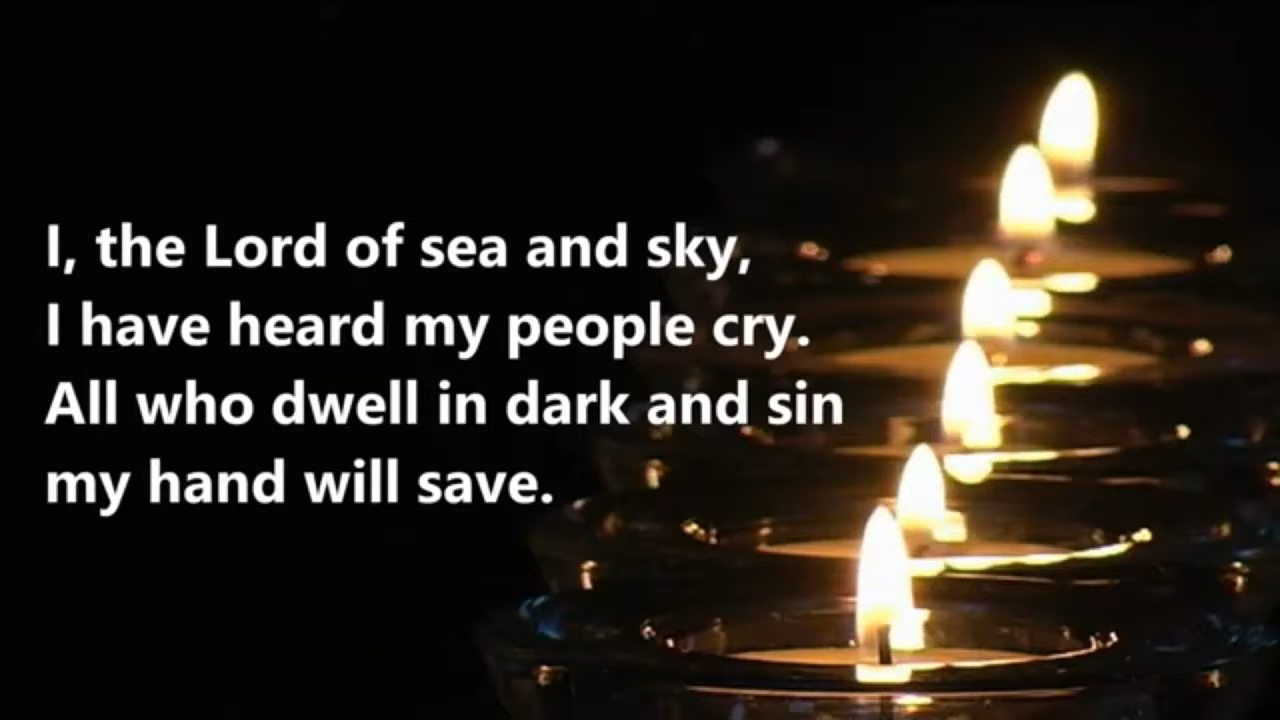 I, the Lord of sea and sky,
I have heard my people cry.
All who dwell in dark and sin
my hand will save.